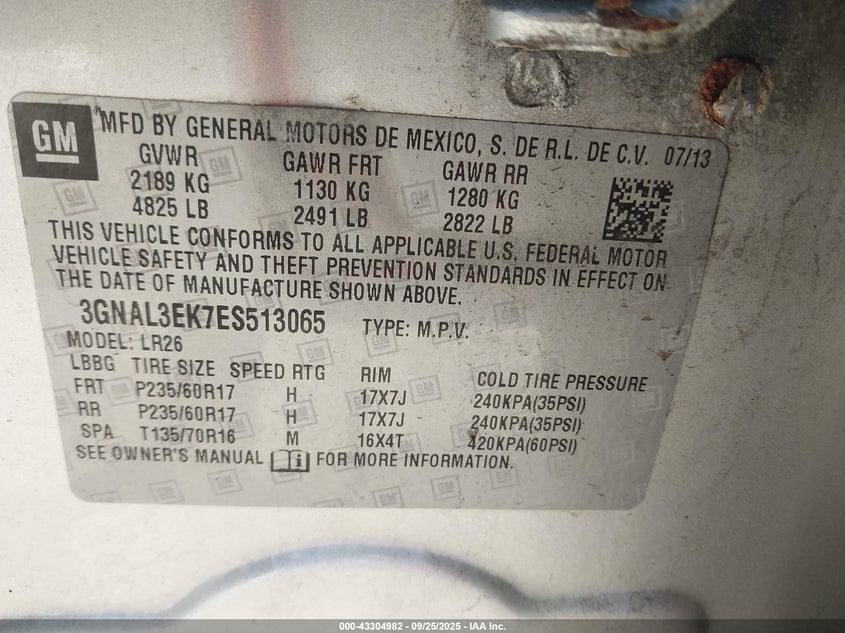 GM
MFD BY GENERAL MOTORS DE MEXICO, S. DE R.L. DE C.V. 07/13
GVWR GAWR FRT GAWR RR
2189 KG 1130 KG 1280 KG
4825 LB 2491 LB 2822 LB
THIS VEHICLE CONFORMS TO ALL APPLICABLE U.S. FEDERAL MOTOR
VEHICLE SAFETY AND THEFT PREVENTION STANDARDS IN EFFECT ON
THE DATE OF MANUFACTURE SHOWN ABOVE.
3GNAL3EK7ES513065 TYPE: M.P.V.
MODEL: LR26
LBBG TIRE SIZE SPEED RTG RIM COLD TIRE PRESSURE
FRT P235/60R17 H 17X7J 240KPA(35PSI)
RR P235/60R17 H 17X7J 240KPA(35PSI)
SPA T135/70R16 M 16X4T 420KPA(60PSI)
SEE OWNER'S MANUAL FOR MORE INFORMATION.
000-43304982 - 09/25/2025 - IAA Inc.